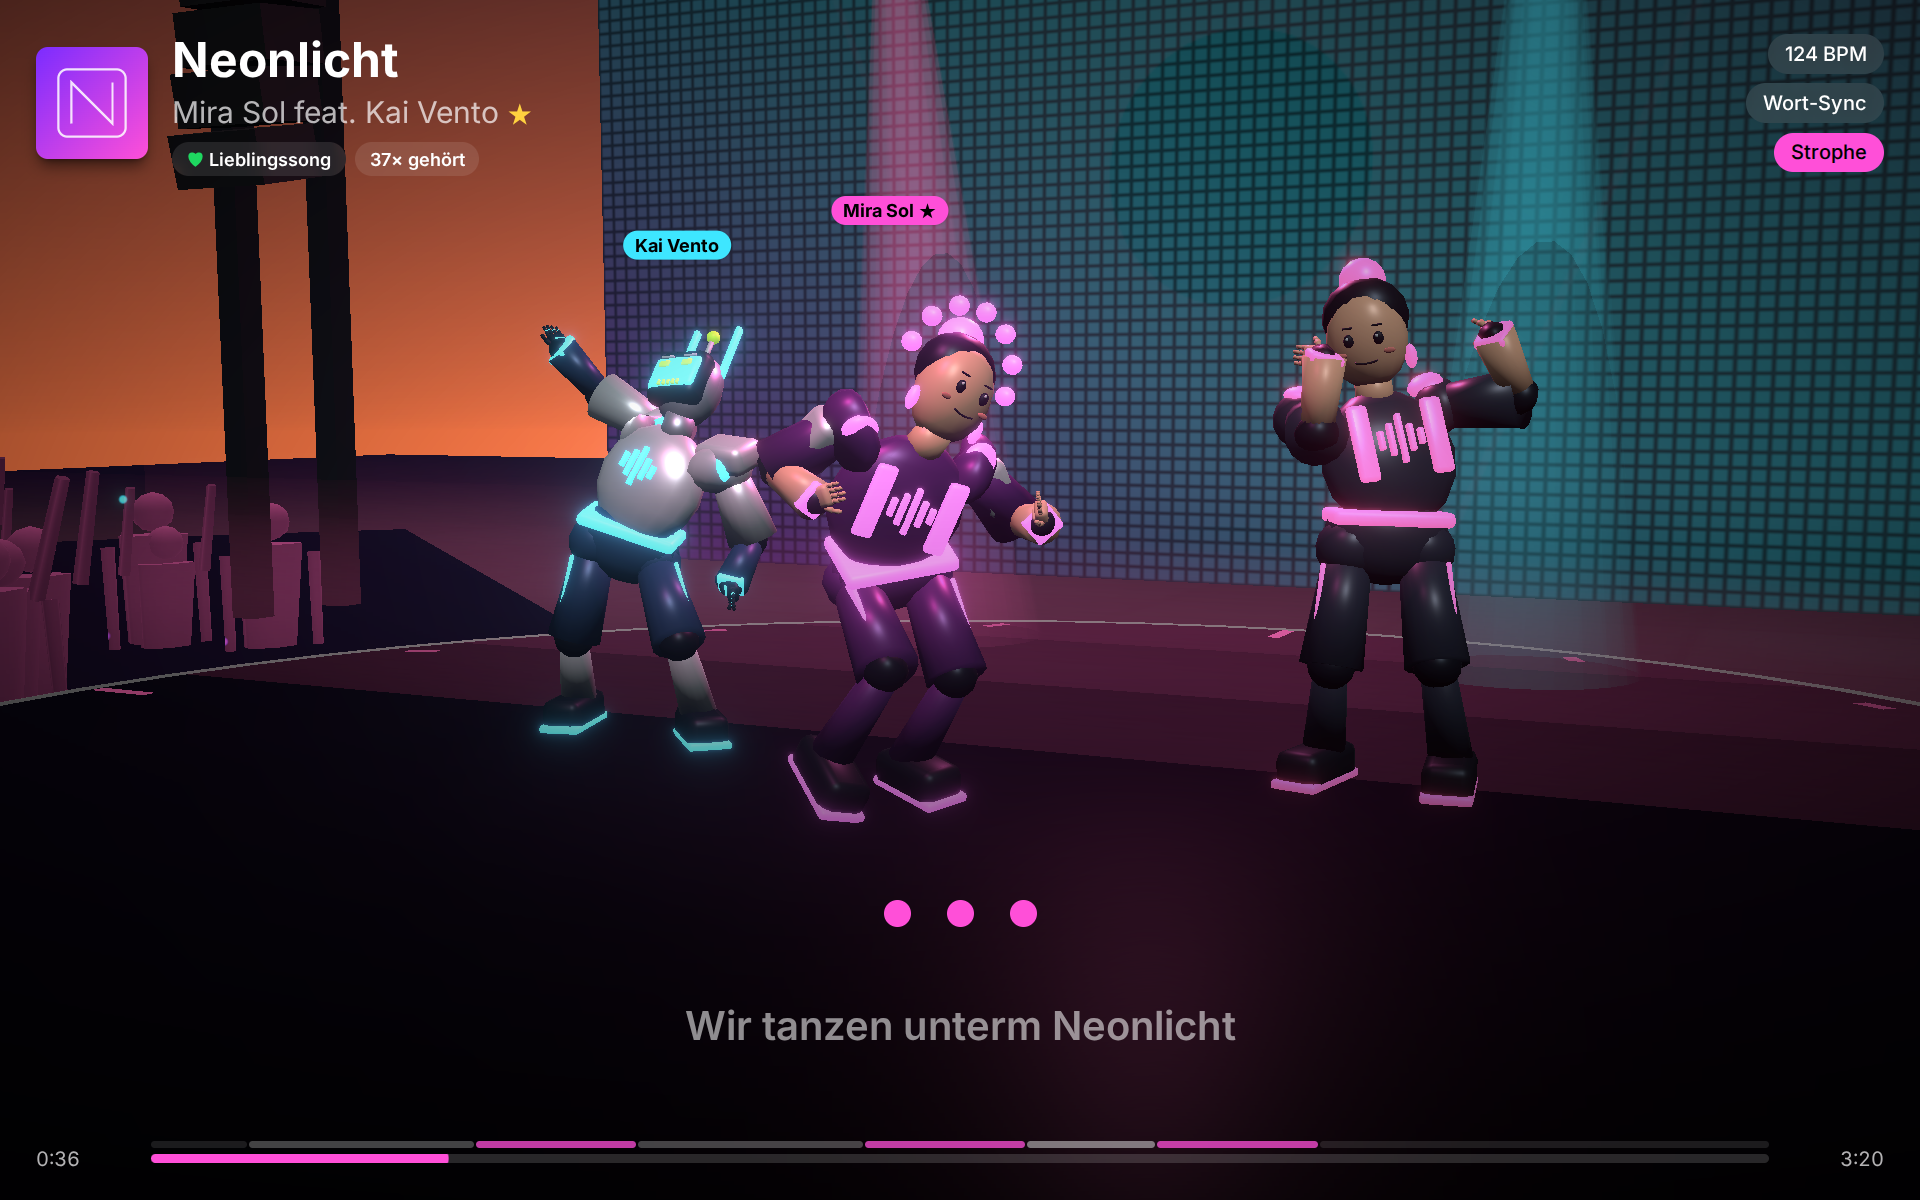 N
Neonlicht
Mira Sol feat. Kai Vento ★
Lieblingssong
37× gehört
124 BPM
Wort-Sync
Strophe
Mira Sol ★
Kai Vento
Wir tanzen unterm Neonlicht
0:36
3:20